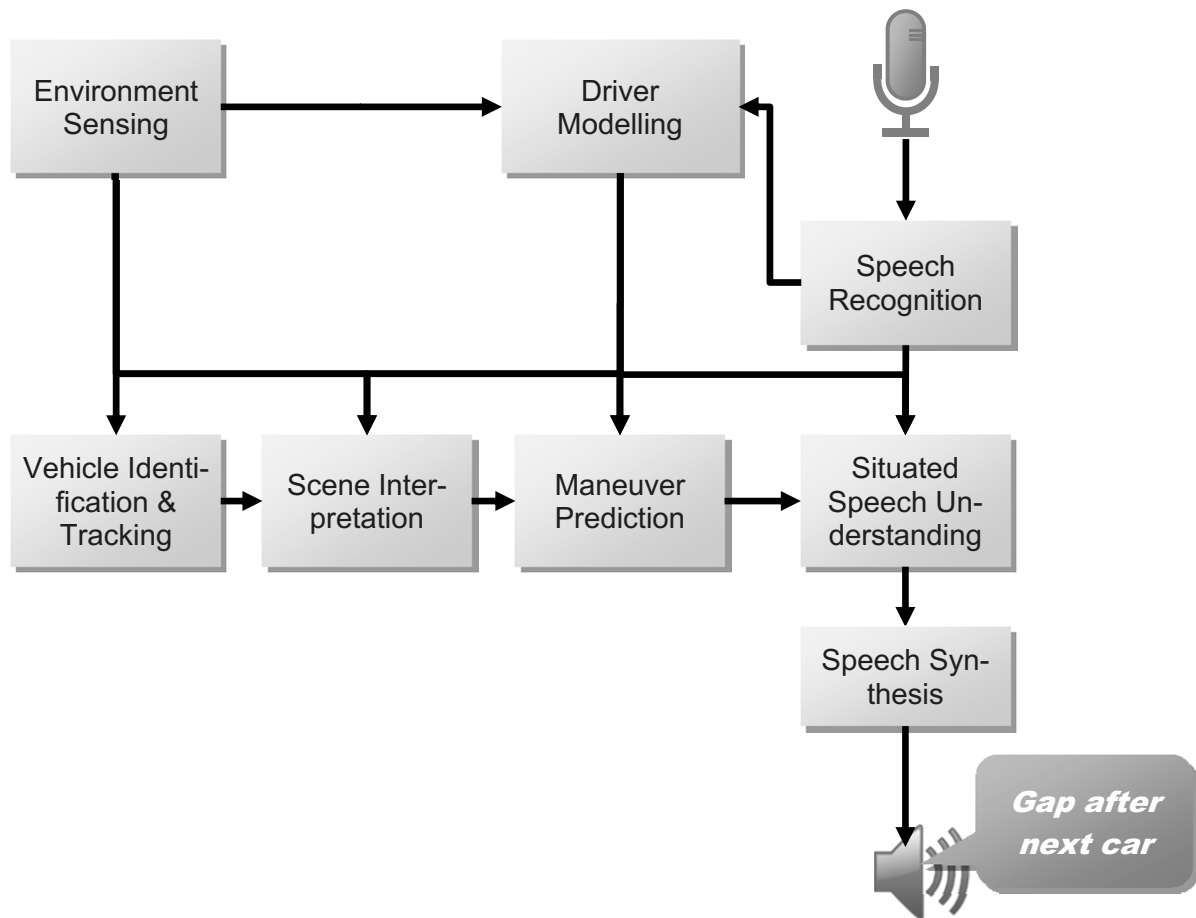 Environment
Sensing
Driver
Modelling
Speech
Recognition
Vehicle Identi-
fication &
Tracking
Scene Inter-
pretation
Maneuver
Prediction
Situated
Speech Un-
derstanding
Speech Syn-
thesis
Gap after
next car